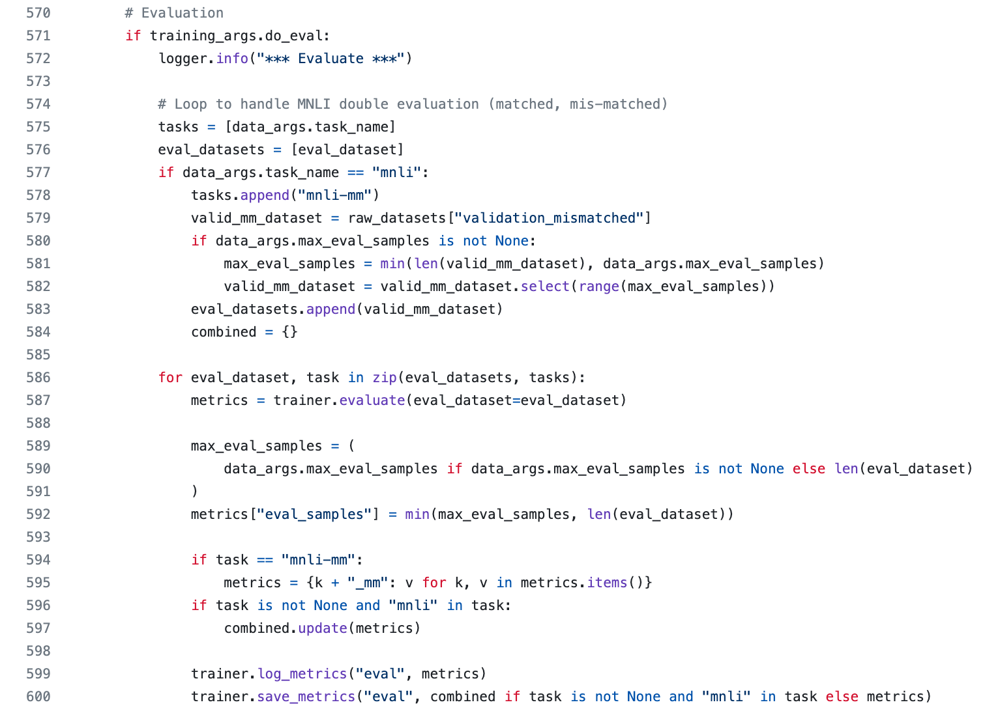 570         # Evaluation
571         if training_args.do_eval:
572             logger.info("*** Evaluate ***")
573
574             # Loop to handle MNLI double evaluation (matched, mis-matched)
575             tasks = [data_args.task_name]
576             eval_datasets = [eval_dataset]
577             if data_args.task_name == "mnli":
578                 tasks.append("mnli-mm")
579                 valid_mm_dataset = raw_datasets["validation_mismatched"]
580                 if data_args.max_eval_samples is not None:
581                     max_eval_samples = min(len(valid_mm_dataset), data_args.max_eval_samples)
582                     valid_mm_dataset = valid_mm_dataset.select(range(max_eval_samples))
583                 eval_datasets.append(valid_mm_dataset)
584                 combined = {}
585
586             for eval_dataset, task in zip(eval_datasets, tasks):
587                 metrics = trainer.evaluate(eval_dataset=eval_dataset)
588
589                 max_eval_samples = (
590                     data_args.max_eval_samples if data_args.max_eval_samples is not None else len(eval_dataset)
591                 )
592                 metrics["eval_samples"] = min(max_eval_samples, len(eval_dataset))
593
594                 if task == "mnli-mm":
595                     metrics = {k + "_mm": v for k, v in metrics.items()}
596                 if task is not None and "mnli" in task:
597                     combined.update(metrics)
598
599                 trainer.log_metrics("eval", metrics)
600                 trainer.save_metrics("eval", combined if task is not None and "mnli" in task else metrics)